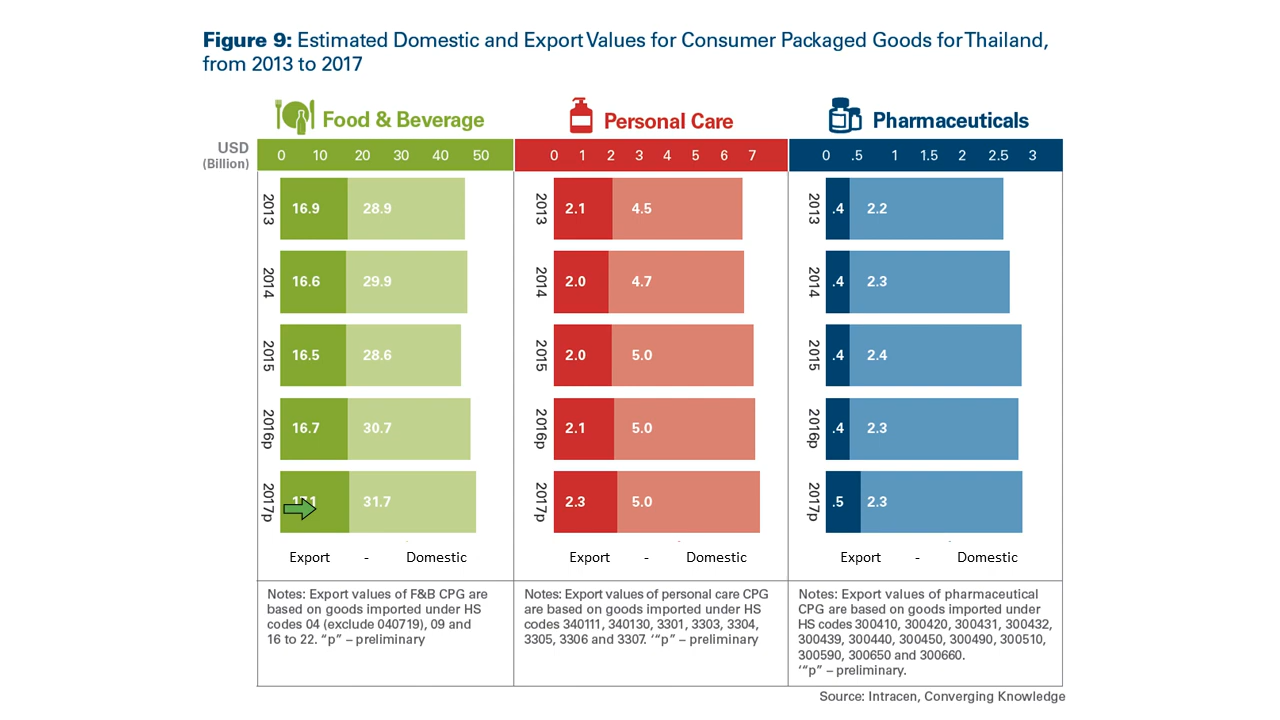 Figure 9: Estimated Domestic and Export Values for Consumer Packaged Goods for Thailand,
from 2013 to 2017
Food & Beverage
Personal Care
Pharmaceuticals
USD
(Billion)
0 10 20 30 40 50
0 1 2 3 4 5 6 7
0 .5 1 1.5 2 2.5 3
2013 16.9 28.9
2013 2.1 4.5
2013 .4 2.2
2014 16.6 29.9
2014 2.0 4.7
2014 .4 2.3
2015 16.5 28.6
2015 2.0 5.0
2015 .4 2.4
2016p 16.7 30.7
2016p 2.1 5.0
2016p .4 2.3
2017p 31.7
2017p 2.3 5.0
2017p .5 2.3
Export - Domestic
Export - Domestic
Export - Domestic
Notes: Export values of F&B CPG are
based on goods imported under HS
codes 04 (exclude 040719), 09 and
16 to 22. “p” – preliminary
Notes: Export values of personal care CPG
are based on goods imported under HS
codes 340111, 340130, 3301, 3303, 3304,
3305, 3306 and 3307. ‘“p” – preliminary
Notes: Export values of pharmaceutical
CPG are based on goods imported under
HS codes 300410, 300420, 300431, 300432,
300439, 300440, 300450, 300490, 300510,
300590, 300650 and 300660.
‘“p” – preliminary.
Source: Intracen, Converging Knowledge